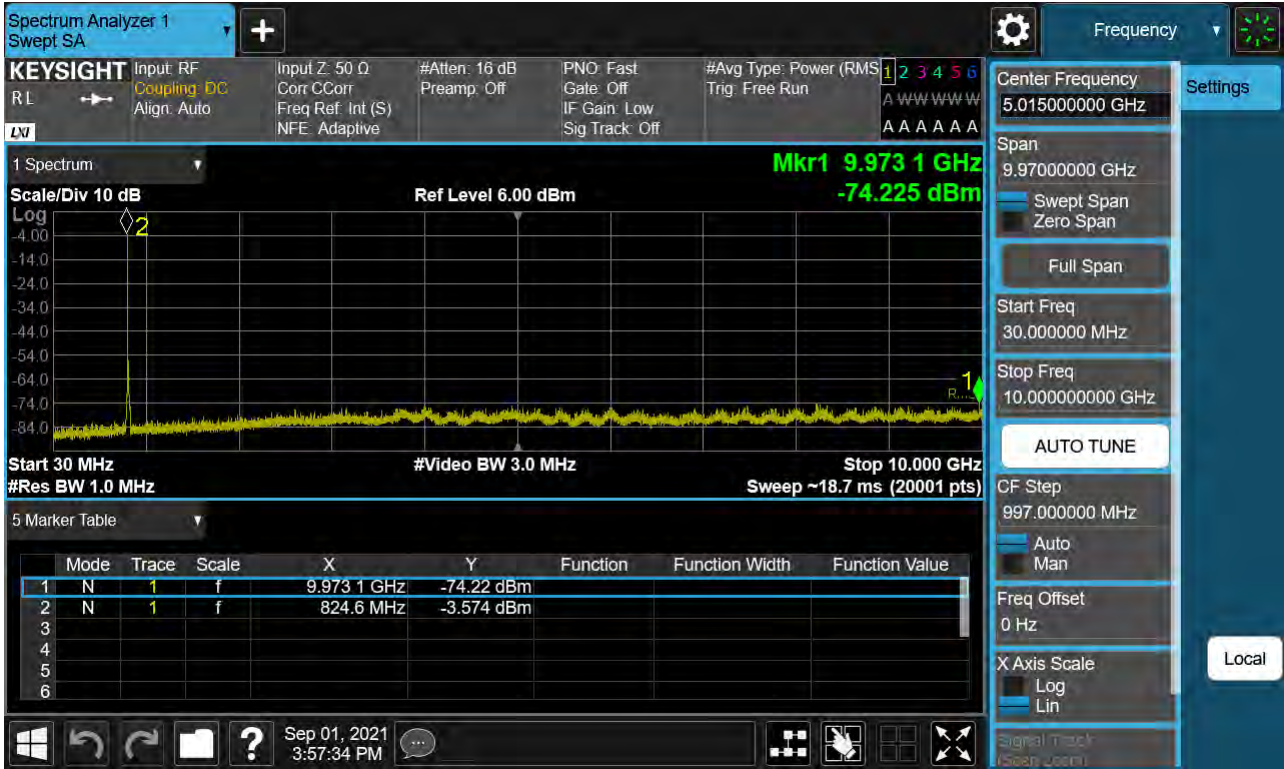 Spectrum Analyzer 1
Swept SA
Frequency
KEYSIGHT
R L
LXI
Input: RF
Coupling: DC
Align: Auto
Input Z: 50 Ω
Corr CCorr
Freq Ref: Int (S)
NFE: Adaptive
#Atten: 16 dB
Preamp: Off
PNO: Fast
Gate: Off
IF Gain: Low
Sig Track: Off
#Avg Type: Power (RMS
Trig: Free Run
1 2 3 4 5 6
A W W W W W
A A A A A A
1 Spectrum
Scale/Div 10 dB
Ref Level 6.00 dBm
Mkr1 9.973 1 GHz
-74.225 dBm
Log
-4.00
-14.0
-24.0
-34.0
-44.0
-54.0
-64.0
-74.0
-84.0
2
1
Start 30 MHz
#Video BW 3.0 MHz
Stop 10.000 GHz
#Res BW 1.0 MHz
Sweep ~18.7 ms (20001 pts)
5 Marker Table
Mode Trace Scale X Y Function Function Width Function Value
1 N 1 f 9.973 1 GHz -74.22 dBm
2 N 1 f 824.6 MHz -3.574 dBm
3
4
5
6
Sep 01, 2021
3:57:34 PM
Center Frequency
5.015000000 GHz
Settings
Span
9.97000000 GHz
Swept Span
Zero Span
Full Span
Start Freq
30.000000 MHz
Stop Freq
10.000000000 GHz
AUTO TUNE
CF Step
997.000000 MHz
Auto
Man
Freq Offset
0 Hz
X Axis Scale
Log
Lin
Local
Signal Track
(Span Zoom)